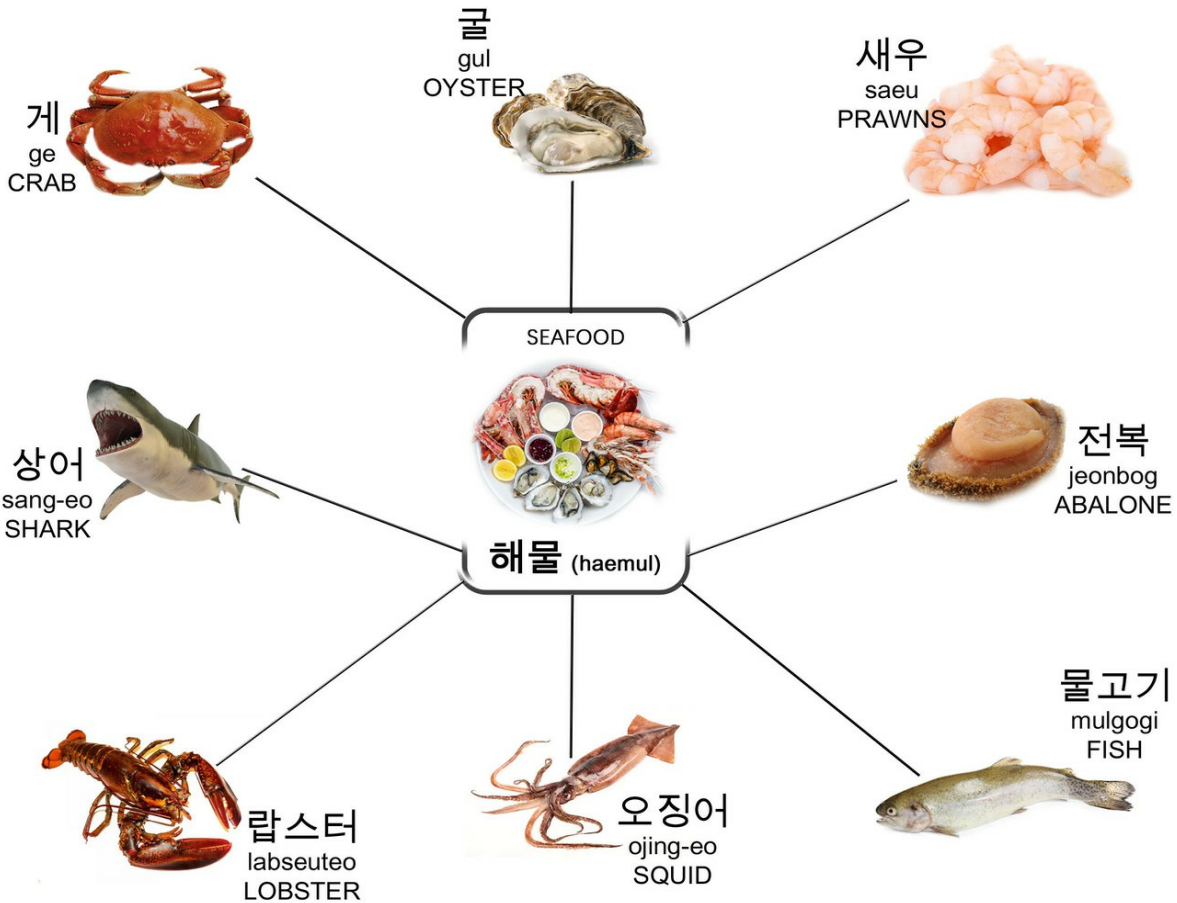 굴
gul
OYSTER
새우
saeu
PRAWNS
게
ge
CRAB
SEAFOOD
해물 (haemul)
상어
sang-eo
SHARK
전복
jeonbog
ABALONE
랍스터
labseuteo
LOBSTER
오징어
ojing-eo
SQUID
물고기
mulgogi
FISH